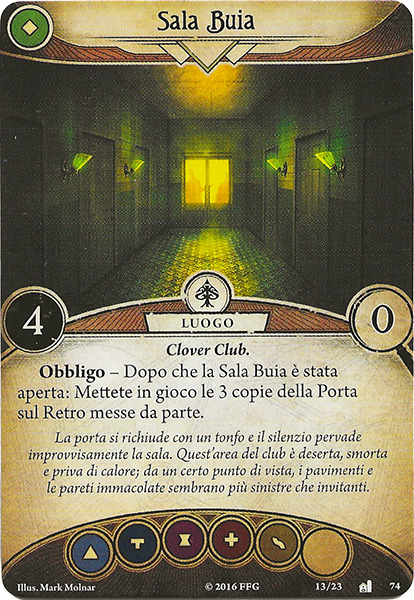 Sala Buia
4
LUOGO
0
Clover Club.
Obbligo – Dopo che la Sala Buia è stata
aperta: Mettete in gioco le 3 copie della Porta
sul Retro messe da parte.
La porta si richiude con un tonfo e il silenzio pervade
improvvisamente la sala. Quest'area del club è deserta, smorta
e priva di calore; da un certo punto di vista, i pavimenti e
le pareti immacolate sembrano più sinistre che invitanti.
Illus. Mark Molnar
© 2016 FFG
13/23
74